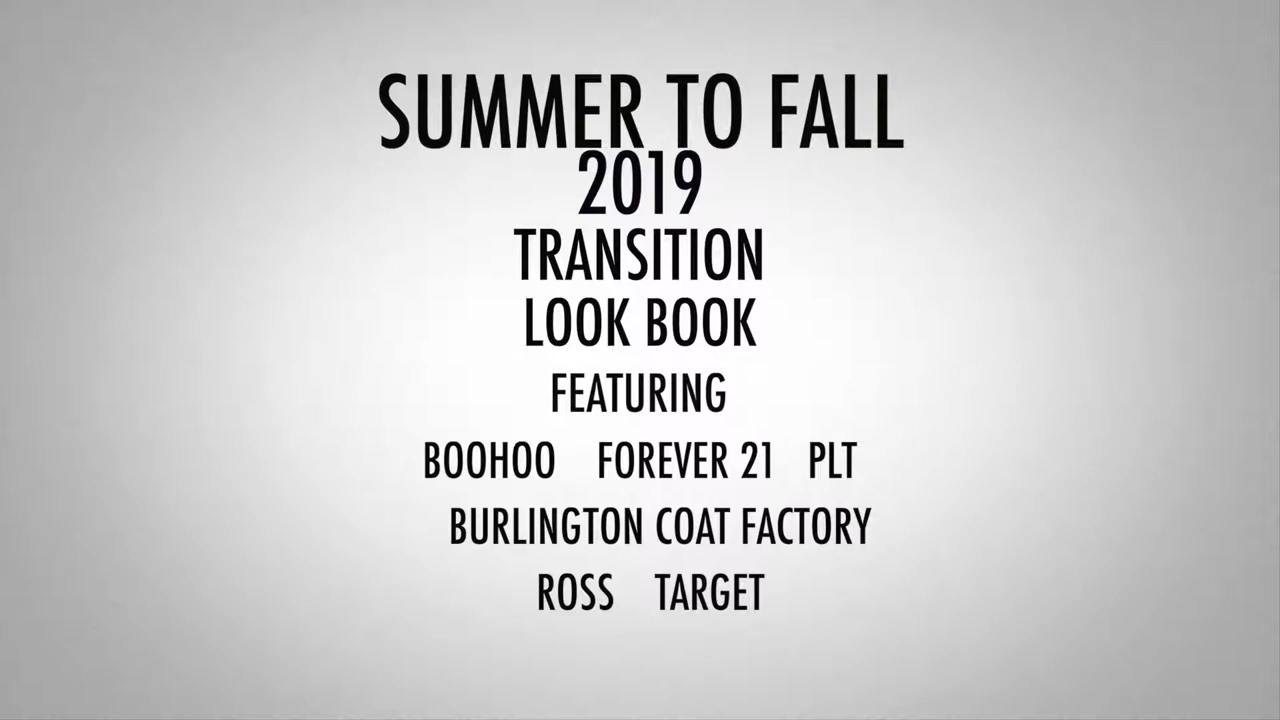 SUMMER TO FALL
2019
TRANSITION
LOOK BOOK
FEATURING
BOOHOO FOREVER 21 PLT
BURLINGTON COAT FACTORY
ROSS TARGET